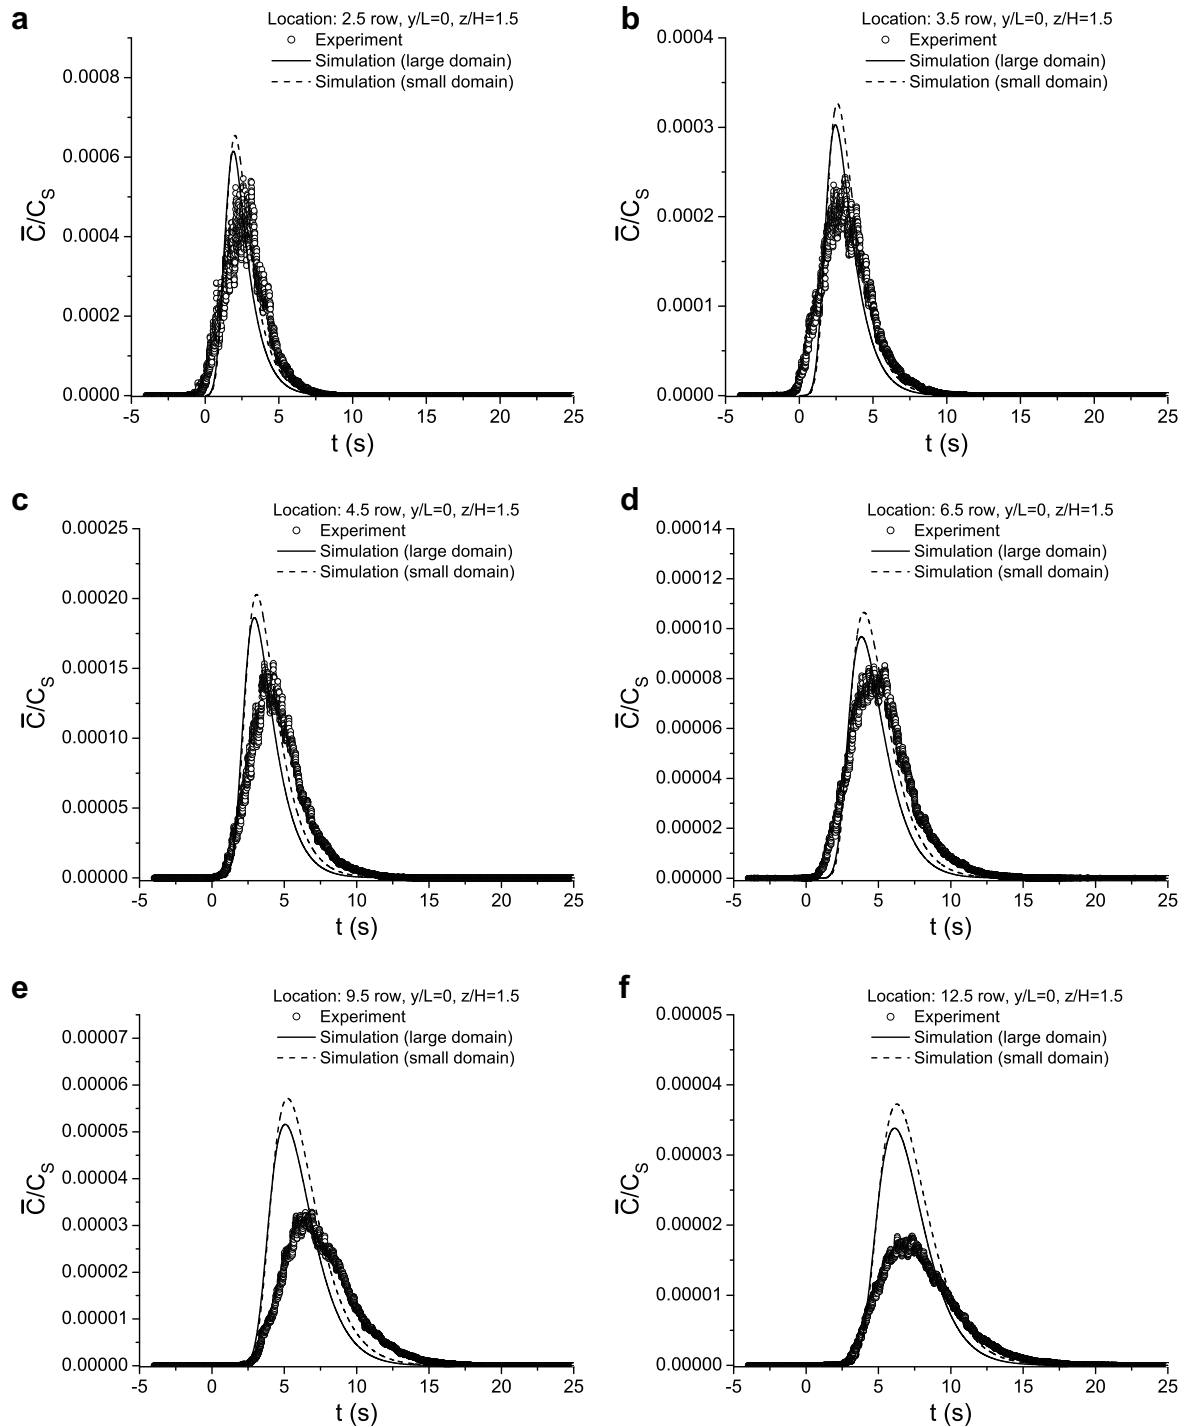 a
Location: 2.5 row, y/L=0, z/H=1.5
Experiment
Simulation (large domain)
Simulation (small domain)
0.0008
0.0006
0.0004
0.0002
0.0000
C̅/C_S
-5 0 5 10 15 20 25
t (s)
b
Location: 3.5 row, y/L=0, z/H=1.5
Experiment
Simulation (large domain)
Simulation (small domain)
0.0004
0.0003
0.0002
0.0001
0.0000
C̅/C_S
-5 0 5 10 15 20 25
t (s)
c
Location: 4.5 row, y/L=0, z/H=1.5
Experiment
Simulation (large domain)
Simulation (small domain)
0.00025
0.00020
0.00015
0.00010
0.00005
0.00000
C̅/C_S
-5 0 5 10 15 20 25
t (s)
d
Location: 6.5 row, y/L=0, z/H=1.5
Experiment
Simulation (large domain)
Simulation (small domain)
0.00014
0.00012
0.00010
0.00008
0.00006
0.00004
0.00002
0.00000
C̅/C_S
-5 0 5 10 15 20 25
t (s)
e
Location: 9.5 row, y/L=0, z/H=1.5
Experiment
Simulation (large domain)
Simulation (small domain)
0.00007
0.00006
0.00005
0.00004
0.00003
0.00002
0.00001
0.00000
C̅/C_S
-5 0 5 10 15 20 25
t (s)
f
Location: 12.5 row, y/L=0, z/H=1.5
Experiment
Simulation (large domain)
Simulation (small domain)
0.00005
0.00004
0.00003
0.00002
0.00001
0.00000
C̅/C_S
-5 0 5 10 15 20 25
t (s)